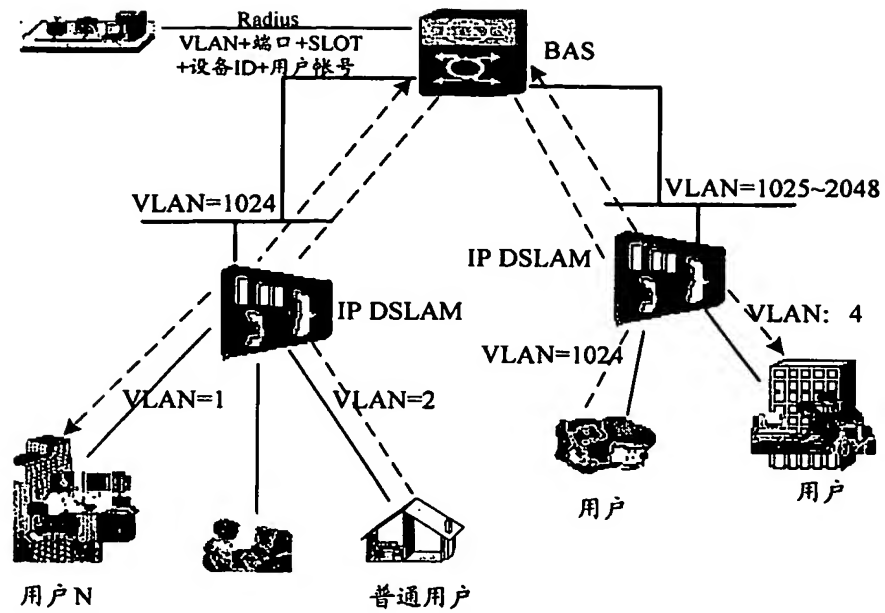 Radius
VLAN+端口+SLOT
+设备ID+用户帐号
BAS
VLAN=1024
VLAN=1025~2048
IP DSLAM
IP DSLAM
VLAN: 4
VLAN=1024
VLAN=1
VLAN=2
用户
用户
用户N
普通用户